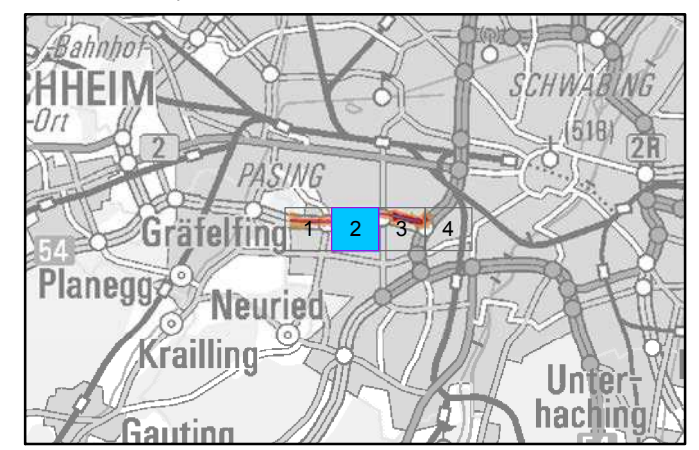 Bahnhof-
HHEIM
-Ort
SCHWABING
(518)
2
2R
PASING
Gräfelfing
1
2
3
4
54
Planegg
Neuried
Krailling
Unter-
haching
Gauting